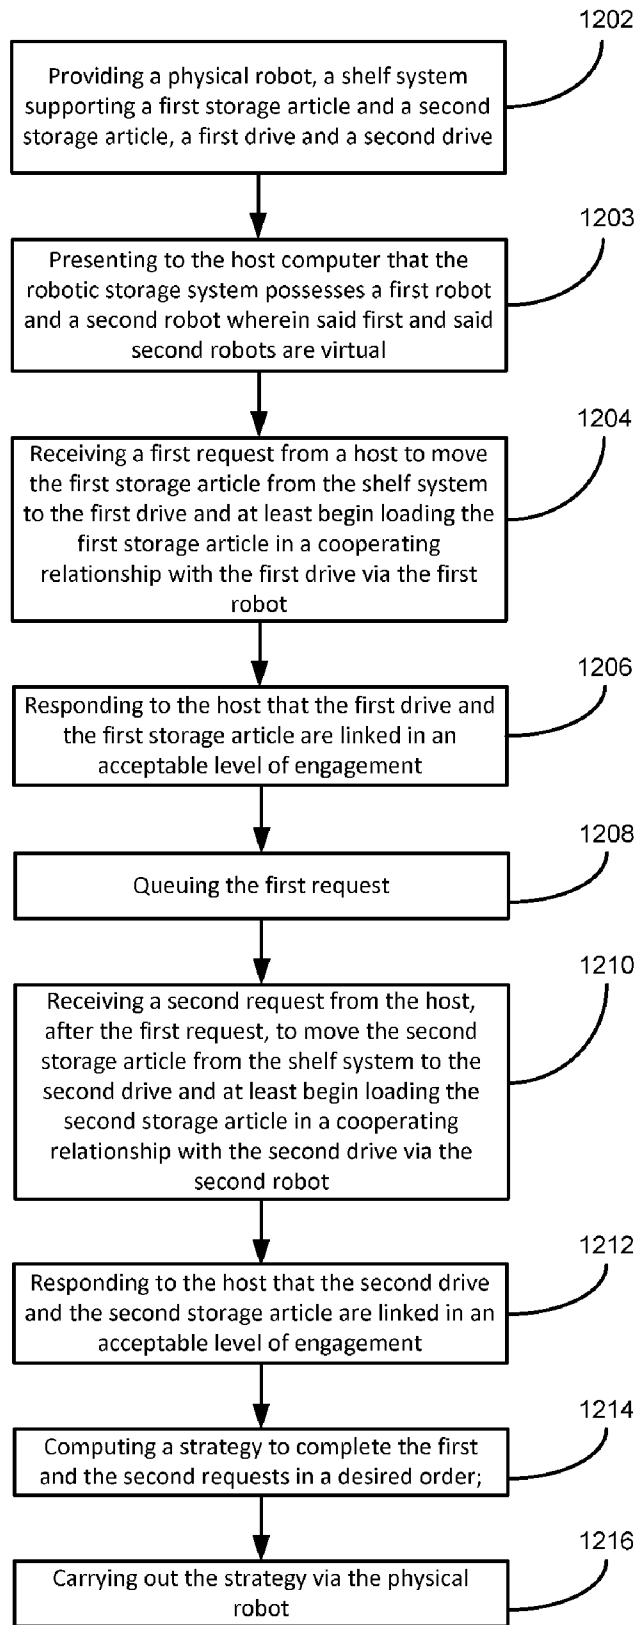 1202
Providing a physical robot, a shelf system
supporting a first storage article and a second
storage article, a first drive and a second drive
1203
Presenting to the host computer that the
robotic storage system possesses a first robot
and a second robot wherein said first and said
second robots are virtual
1204
Receiving a first request from a host to move
the first storage article from the shelf system
to the first drive and at least begin loading the
first storage article in a cooperating
relationship with the first drive via the first
robot
1206
Responding to the host that the first drive and
the first storage article are linked in an
acceptable level of engagement
1208
Queuing the first request
1210
Receiving a second request from the host,
after the first request, to move the second
storage article from the shelf system to the
second drive and at least begin loading the
second storage article in a cooperating
relationship with the second drive via the
second robot
1212
Responding to the host that the second drive
and the second storage article are linked in an
acceptable level of engagement
1214
Computing a strategy to complete the first
and the second requests in a desired order;
1216
Carrying out the strategy via the physical
robot